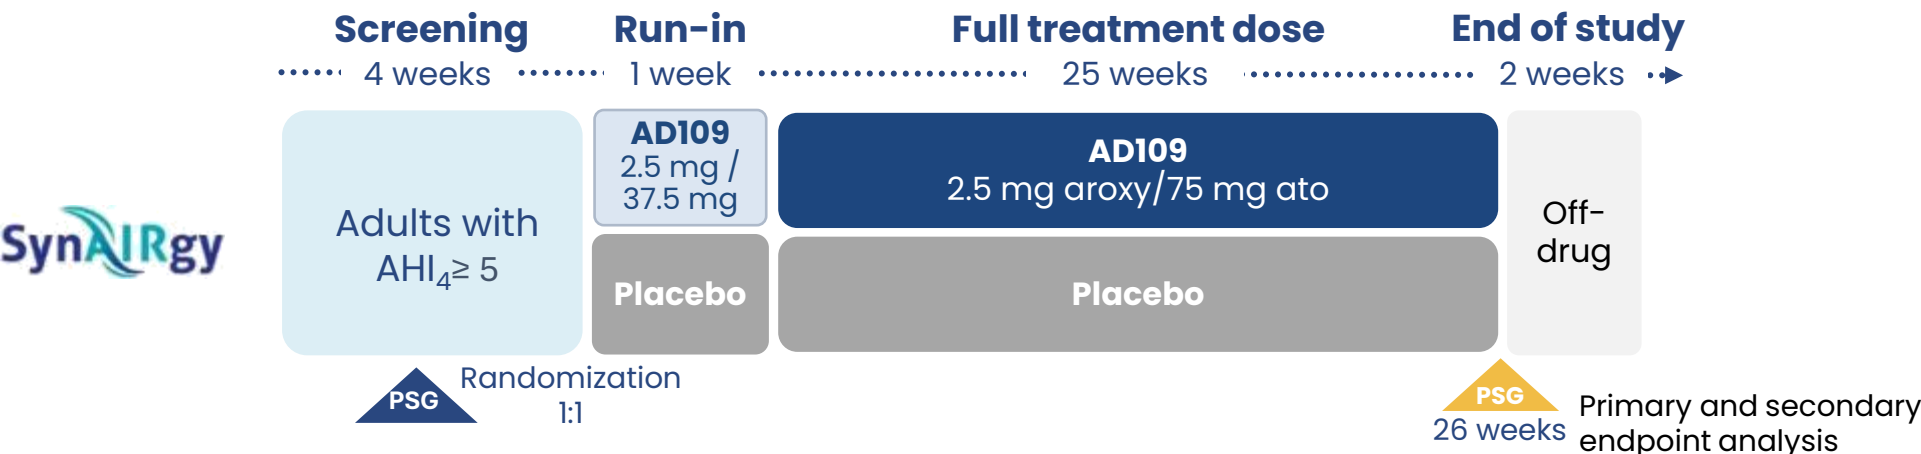 Screening
Run-in
Full treatment dose
End of study
4 weeks
1 week
25 weeks
2 weeks
SynAIRgy
Adults with
AHI₄≥ 5
AD109
2.5 mg /
37.5 mg
Placebo
AD109
2.5 mg aroxy/75 mg ato
Placebo
Off-
drug
PSG
Randomization
1:1
PSG
26 weeks
Primary and secondary
endpoint analysis